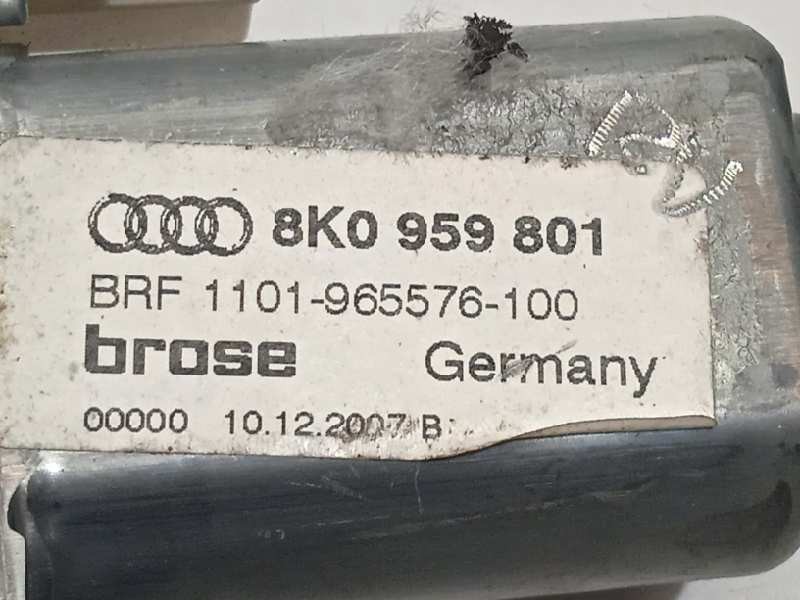 8K0 959 801
BRF 1101-965576-100
brose Germany
00000 10.12.2007 B